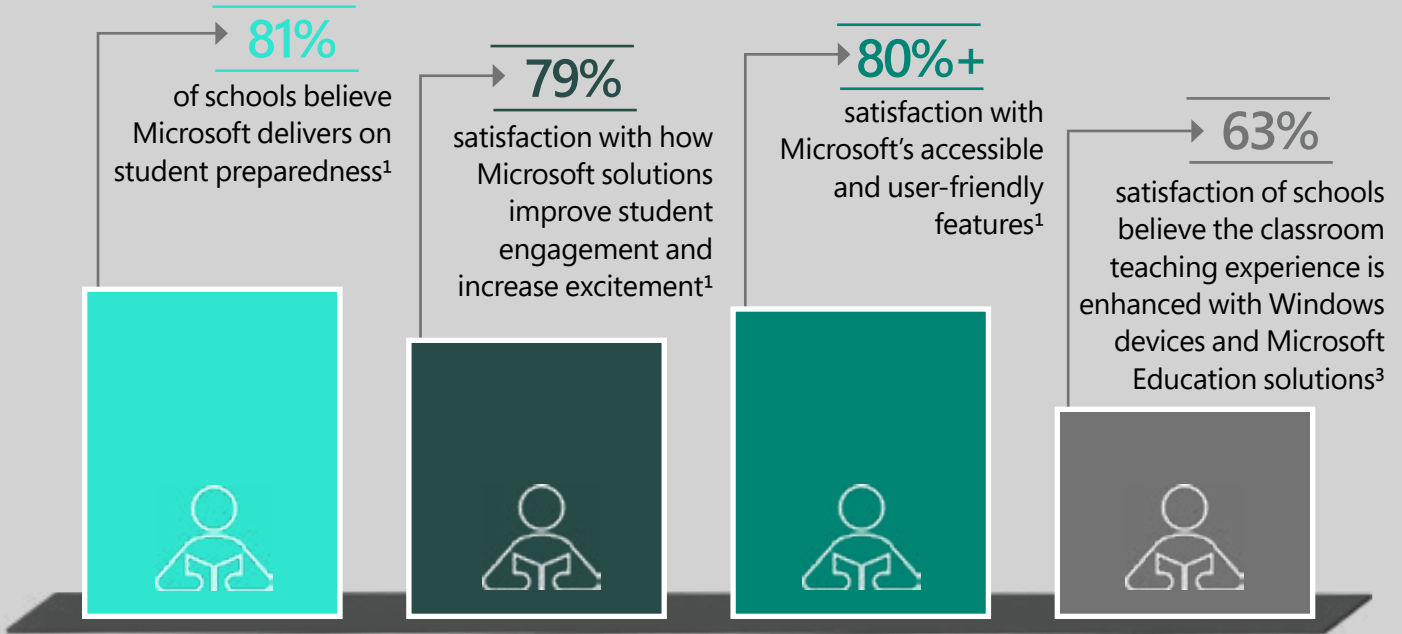 81%
of schools believe
Microsoft delivers on
student preparedness¹
79%
satisfaction with how
Microsoft solutions
improve student
engagement and
increase excitement¹
80%+
satisfaction with
Microsoft’s accessible
and user-friendly
features¹
63%
satisfaction of schools
believe the classroom
teaching experience is
enhanced with Windows
devices and Microsoft
Education solutions³